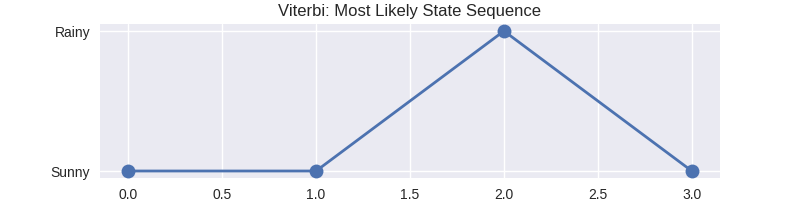 Viterbi: Most Likely State Sequence
Rainy
Sunny
0.0 0.5 1.0 1.5 2.0 2.5 3.0